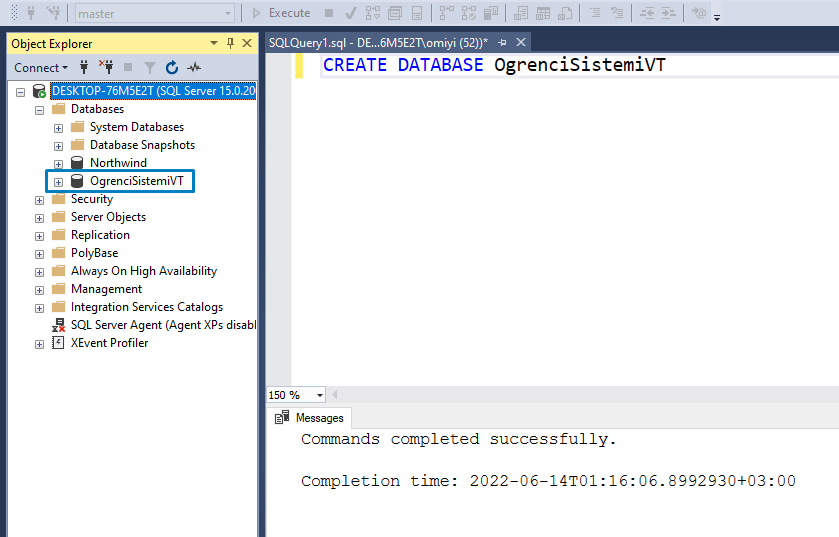 master
Execute
Object Explorer
Connect
DESKTOP-76M5E2T (SQL Server 15.0.20
Databases
System Databases
Database Snapshots
Northwind
OgrenciSistemiVT
Security
Server Objects
Replication
PolyBase
Always On High Availability
Management
Integration Services Catalogs
SQL Server Agent (Agent XPs disabl
XEvent Profiler
SQLQuery1.sql - DE...6M5E2T\omiyi (52))*
CREATE DATABASE OgrenciSistemiVT
150 %
Messages
Commands completed successfully.
Completion time: 2022-06-14T01:16:06.8992930+03:00